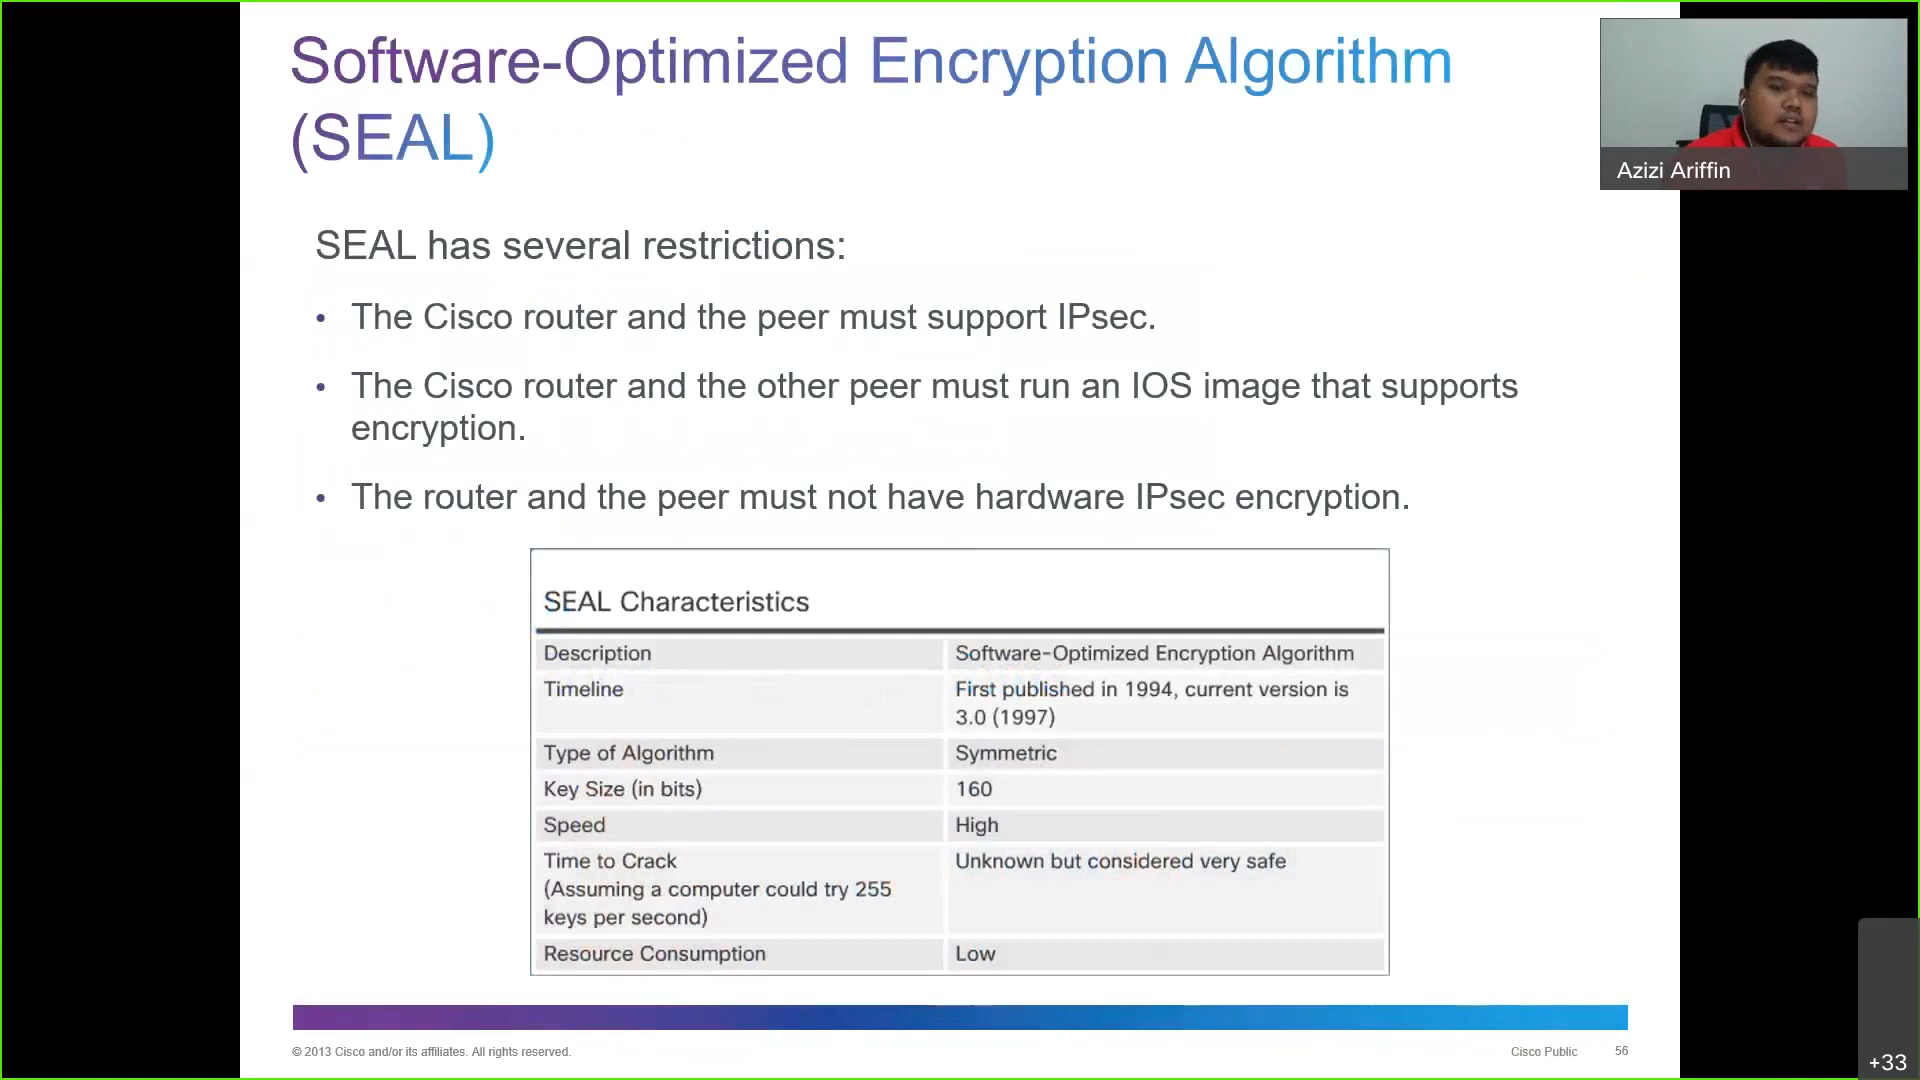 Software-Optimized Encryption Algorithm
(SEAL)
Azizi Ariffin
SEAL has several restrictions:
• The Cisco router and the peer must support IPsec.
• The Cisco router and the other peer must run an IOS image that supports
encryption.
• The router and the peer must not have hardware IPsec encryption.
SEAL Characteristics
Description Software-Optimized Encryption Algorithm
Timeline First published in 1994, current version is
3.0 (1997)
Type of Algorithm Symmetric
Key Size (in bits) 160
Speed High
Time to Crack Unknown but considered very safe
(Assuming a computer could try 255
keys per second)
Resource Consumption Low
© 2013 Cisco and/or its affiliates. All rights reserved. Cisco Public 56
+33